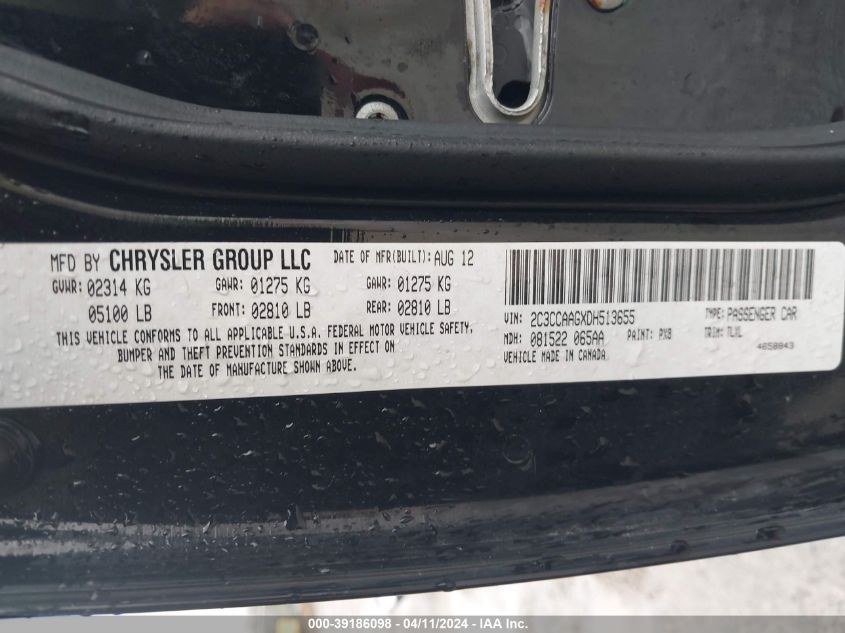 MFD BY CHRYSLER GROUP LLC DATE OF MFR(BUILT): AUG 12
GVWR: 02314 KG GAWR: 01275 KG GAWR: 01275 KG
05100 LB FRONT: 02810 LB REAR: 02810 LB
THIS VEHICLE CONFORMS TO ALL APPLICABLE U.S.A. FEDERAL MOTOR VEHICLE SAFETY,
BUMPER AND THEFT PREVENTION STANDARDS IN EFFECT ON
THE DATE OF MANUFACTURE SHOWN ABOVE.
VIN: 2C3CCAAGXDH513655 TYPE: PASSENGER CAR
MDH: 081522 065AA PAINT: PX8 TRIM: TLXL
VEHICLE MADE IN CANADA 4658843
000-39186098 - 04/11/2024 - IAA Inc.